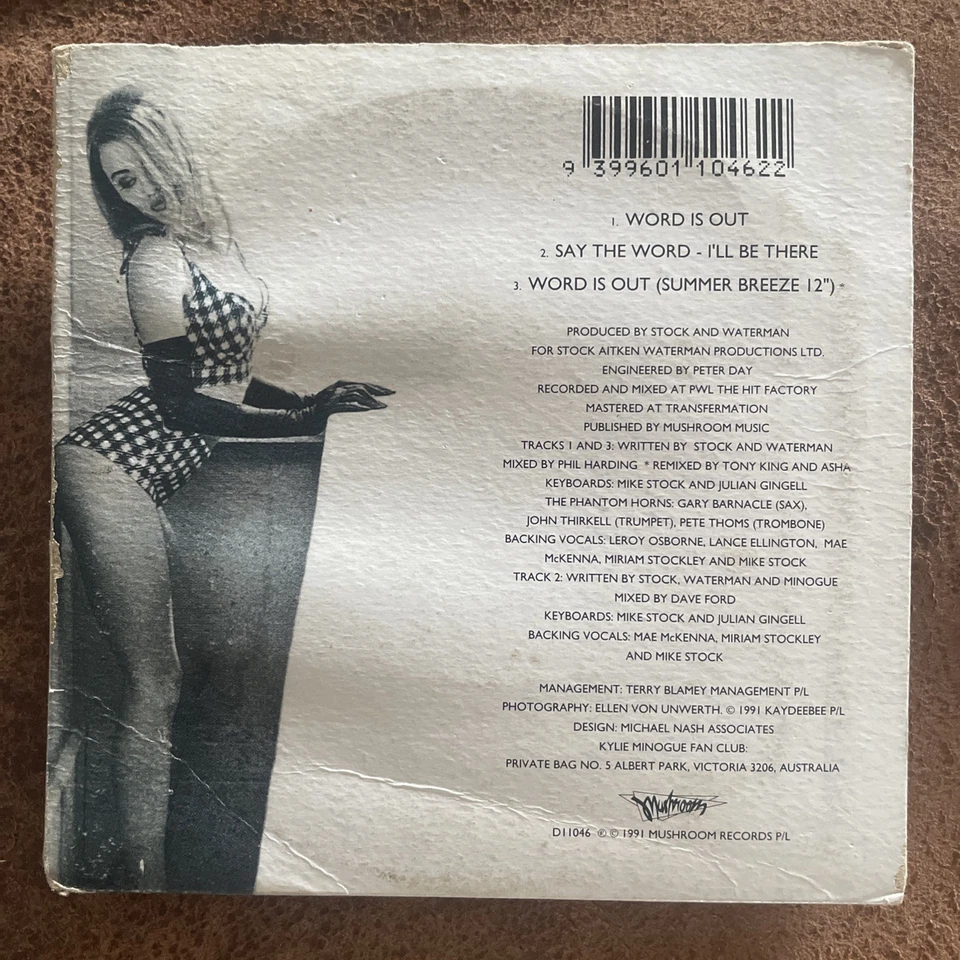 9 399601 104622
1. WORD IS OUT
2. SAY THE WORD - I'LL BE THERE
3. WORD IS OUT (SUMMER BREEZE 12") *
PRODUCED BY STOCK AND WATERMAN
FOR STOCK AITKEN WATERMAN PRODUCTIONS LTD.
ENGINEERED BY PETER DAY
RECORDED AND MIXED AT PWL THE HIT FACTORY
MASTERED AT TRANSFERMATION
PUBLISHED BY MUSHROOM MUSIC
TRACKS 1 AND 3: WRITTEN BY STOCK AND WATERMAN
MIXED BY PHIL HARDING * REMIXED BY TONY KING AND ASHA
KEYBOARDS: MIKE STOCK AND JULIAN GINGELL
THE PHANTOM HORNS: GARY BARNACLE (SAX),
JOHN THIRKELL (TRUMPET), PETE THOMS (TROMBONE)
BACKING VOCALS: LEROY OSBORNE, LANCE ELLINGTON, MAE
McKENNA, MIRIAM STOCKLEY AND MIKE STOCK
TRACK 2: WRITTEN BY STOCK, WATERMAN AND MINOGUE
MIXED BY DAVE FORD
KEYBOARDS: MIKE STOCK AND JULIAN GINGELL
BACKING VOCALS: MAE McKENNA, MIRIAM STOCKLEY
AND MIKE STOCK
MANAGEMENT: TERRY BLAMEY MANAGEMENT P/L
PHOTOGRAPHY: ELLEN VON UNWERTH. © 1991 KAYDEEBEE P/L
DESIGN: MICHAEL NASH ASSOCIATES
KYLIE MINOGUE FAN CLUB:
PRIVATE BAG NO. 5 ALBERT PARK, VICTORIA 3206, AUSTRALIA
Mushroom
D11046 ℗ © 1991 MUSHROOM RECORDS P/L